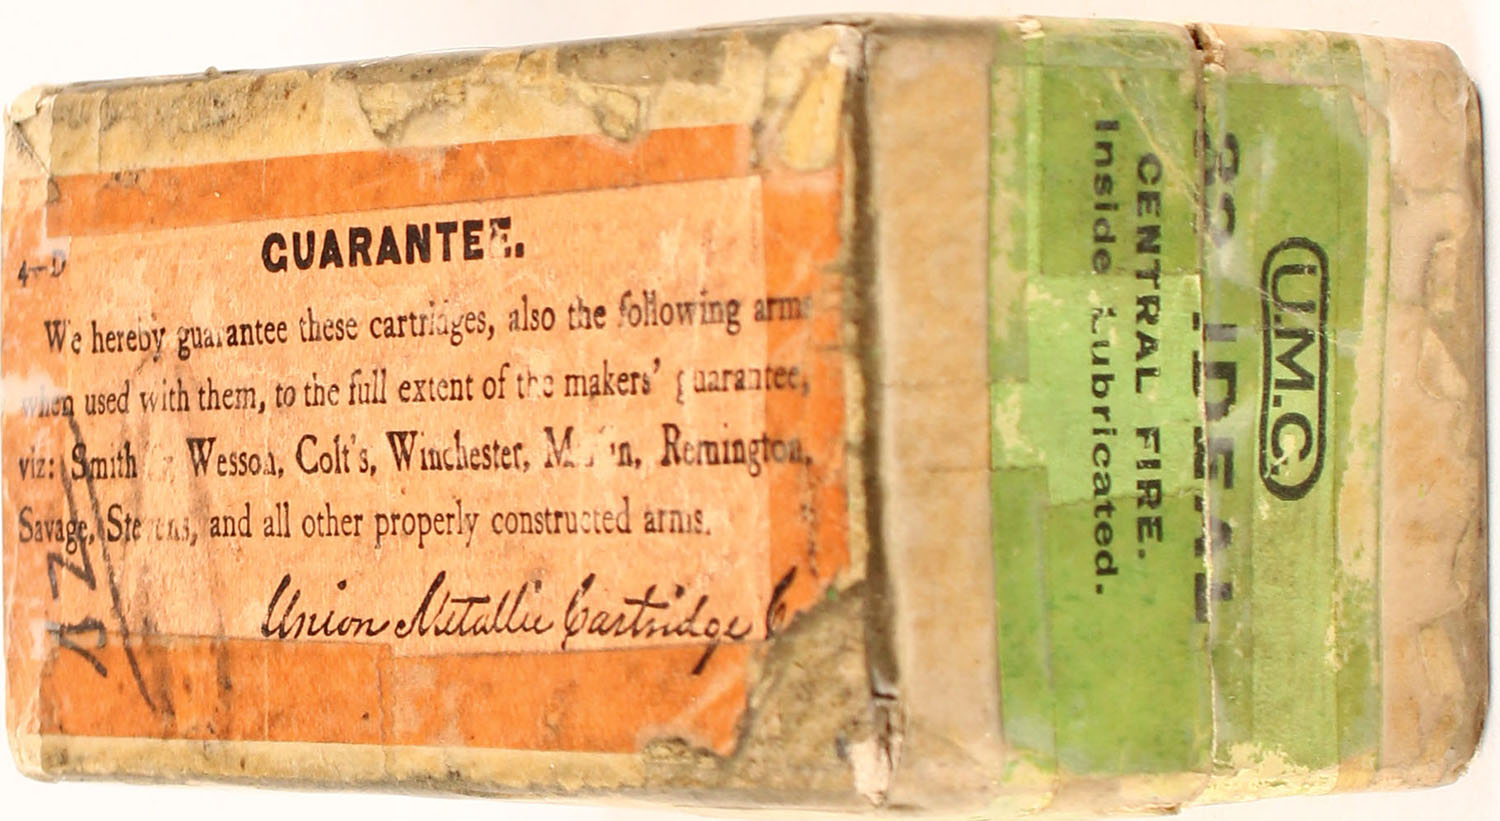 GUARANTEE.
4-D
We hereby guarantee these cartridges, also the following arms
when used with them, to the full extent of the makers' guarantee,
viz: Smith Wesson, Colt's, Winchester, Remington,
Savage, Stevens, and all other properly constructed arms.
Union Metallic Cartridge
U.M.C.
IDEAL
CENTRAL FIRE.
Inside Lubricated.